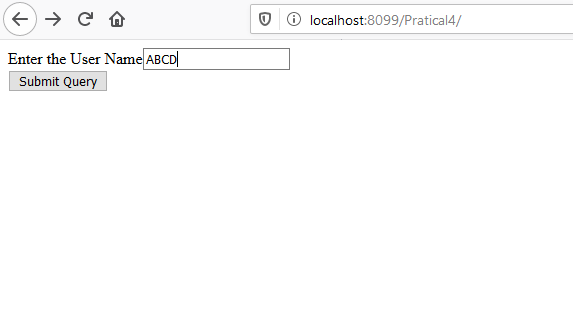 localhost:8099/Pratical4/
Enter the User Name ABCD
Submit Query